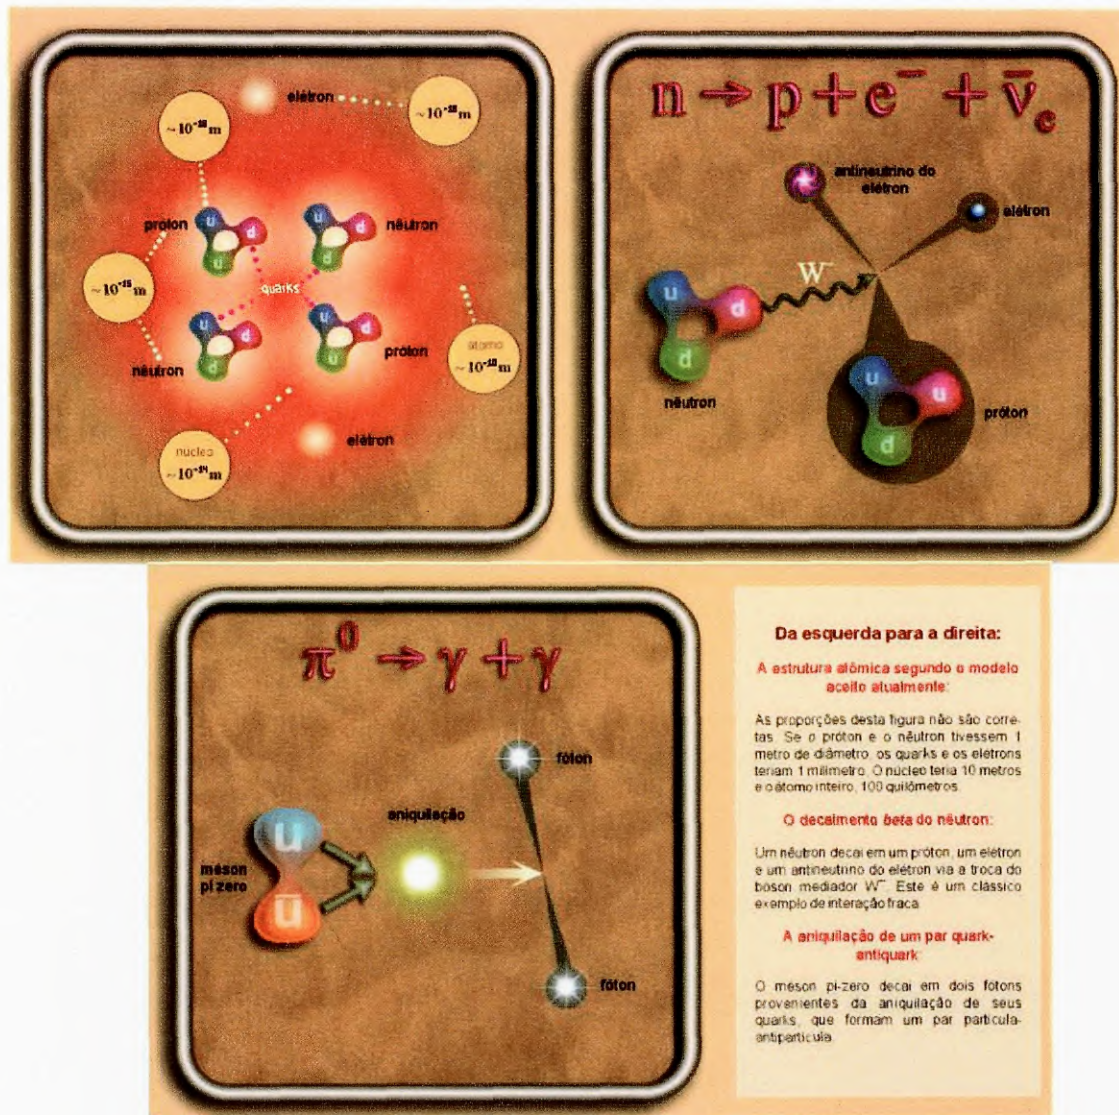 elétron
~10⁻¹⁸m
~10⁻¹⁸m
próton
u
d
u
u
d
d
nêutron
~10⁻¹⁵m
quarks
u
d
d
u
d
u
nêutron
próton
átomo
~10⁻¹⁰m
núcleo
~10⁻¹⁴m
elétron
n → p + e⁻ + ν̄ₑ
antineutrino do
elétron
elétron
W⁻
u
d
d
nêutron
u
u
d
próton
π⁰ → γ + γ
fóton
aniquilação
u
méson
pi zero
ū
fóton
Da esquerda para a direita:
A estrutura atômica segundo o modelo
aceito atualmente:
As proporções desta figura não são corre-
tas. Se o próton e o nêutron tivessem 1
metro de diâmetro, os quarks e os elétrons
teriam 1 milímetro. O núcleo teria 10 metros
e o átomo inteiro, 100 quilômetros.
O decaimento beta do nêutron:
Um nêutron decai em um próton, um elétron
e um antineutrino do elétron via a troca do
boson mediador W⁻. Este é um clássico
exemplo de interação fraca.
A aniquilação de um par quark-
antiquark
O méson pi-zero decai em dois fótons
provenientes da aniquilação de seus
quarks, que formam um par partícula-
antipartícula.